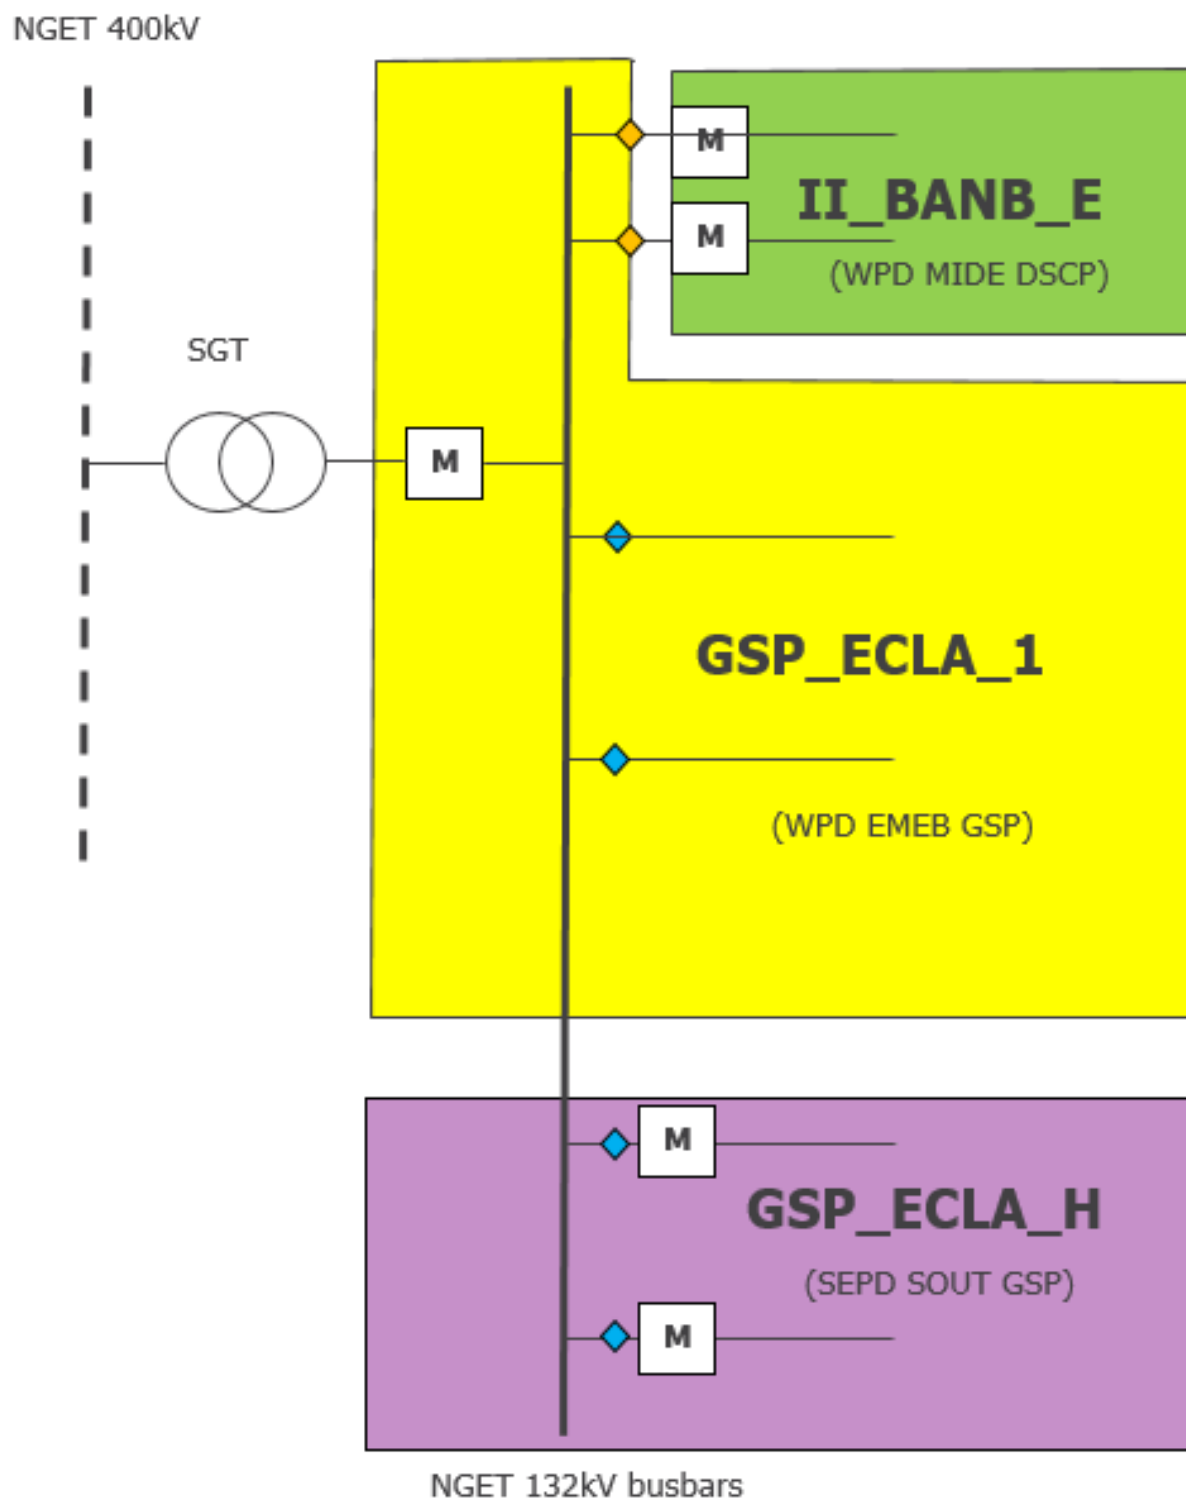 NGET 400kV
M
II_BANB_E
M
(WPD MIDE DSCP)
SGT
M
GSP_ECLA_1
(WPD EMEB GSP)
M
GSP_ECLA_H
(SEPD SOUT GSP)
M
NGET 132kV busbars